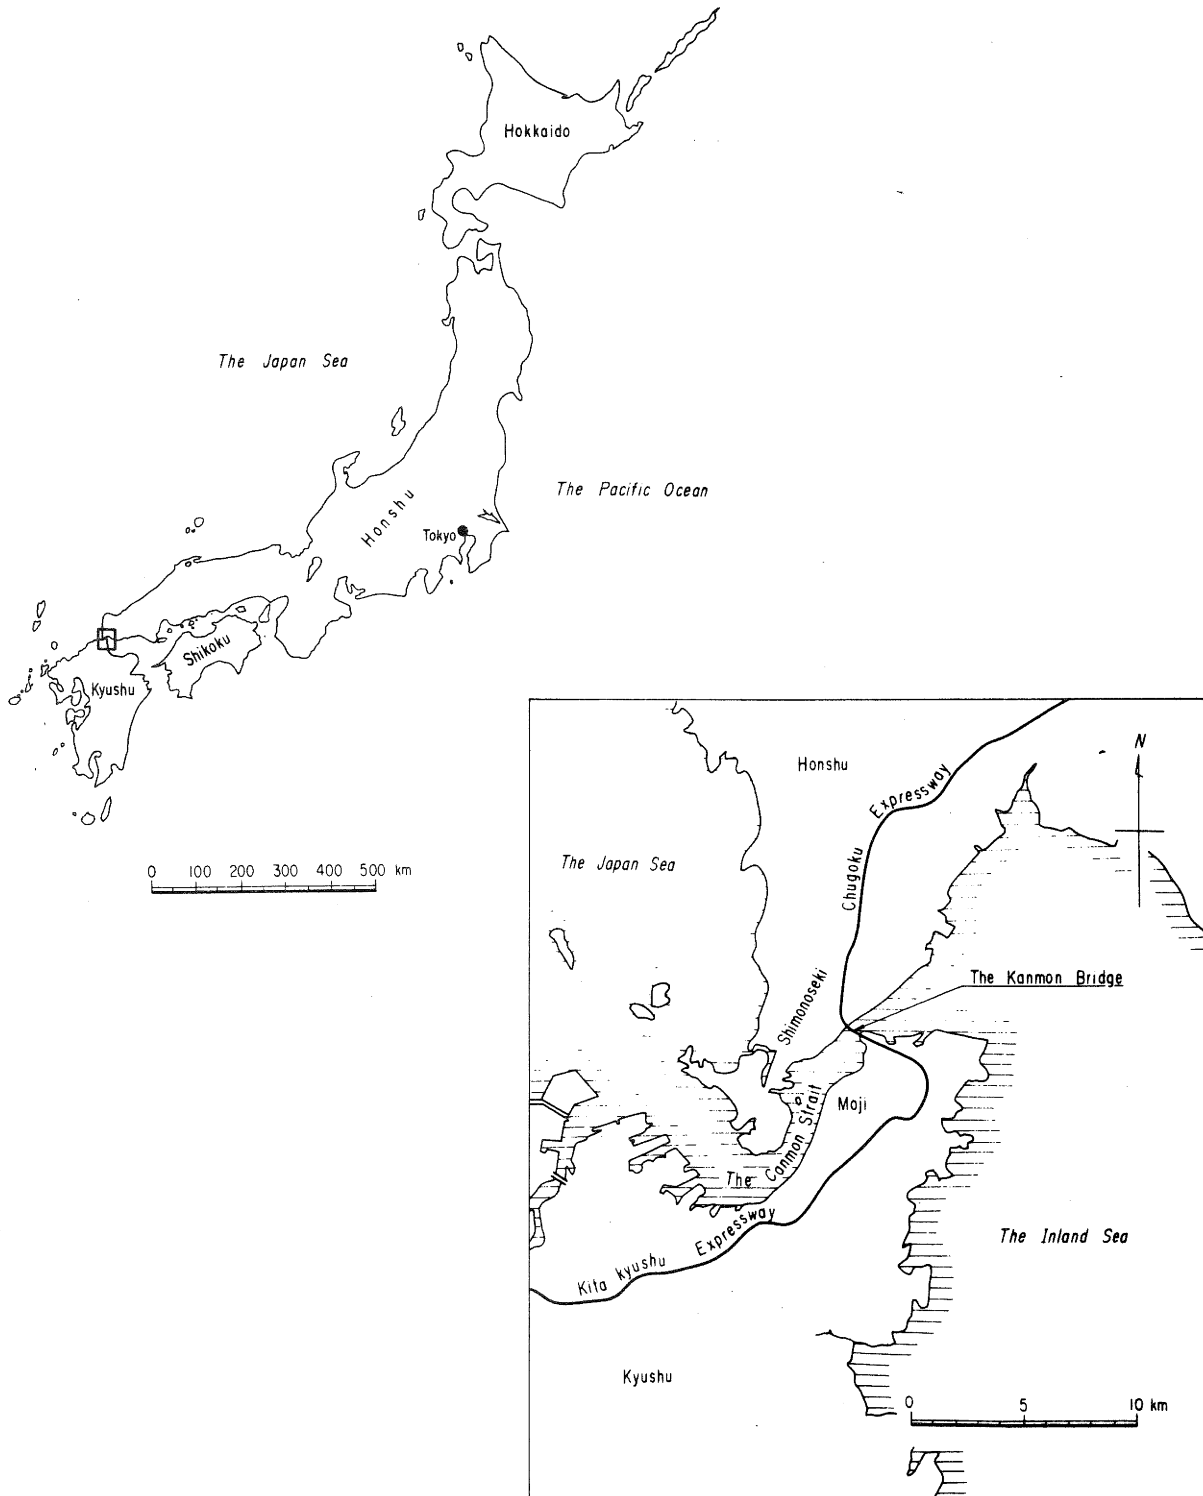 Hokkaido
The Japan Sea
The Pacific Ocean
Honshu
Tokyo
Shikoku
Kyushu
0 100 200 300 400 500 km
N
Honshu
Chugoku Expressway
The Japan Sea
The Kanmon Bridge
Shimonoseki
Moji
The Canmon Strait
The Inland Sea
Kita kyushu Expressway
Kyushu
0 5 10 km